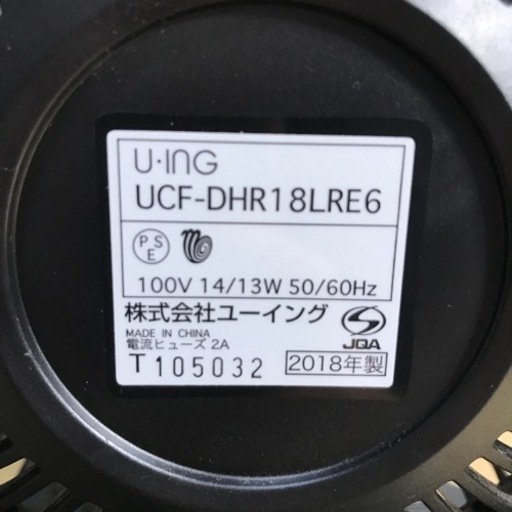 U·ING
UCF-DHR18LRE6
PSE
100V 14/13W 50/60Hz
株式会社ユーイング
MADE IN CHINA
電流ヒューズ 2A
JQA
T105032
2018年製